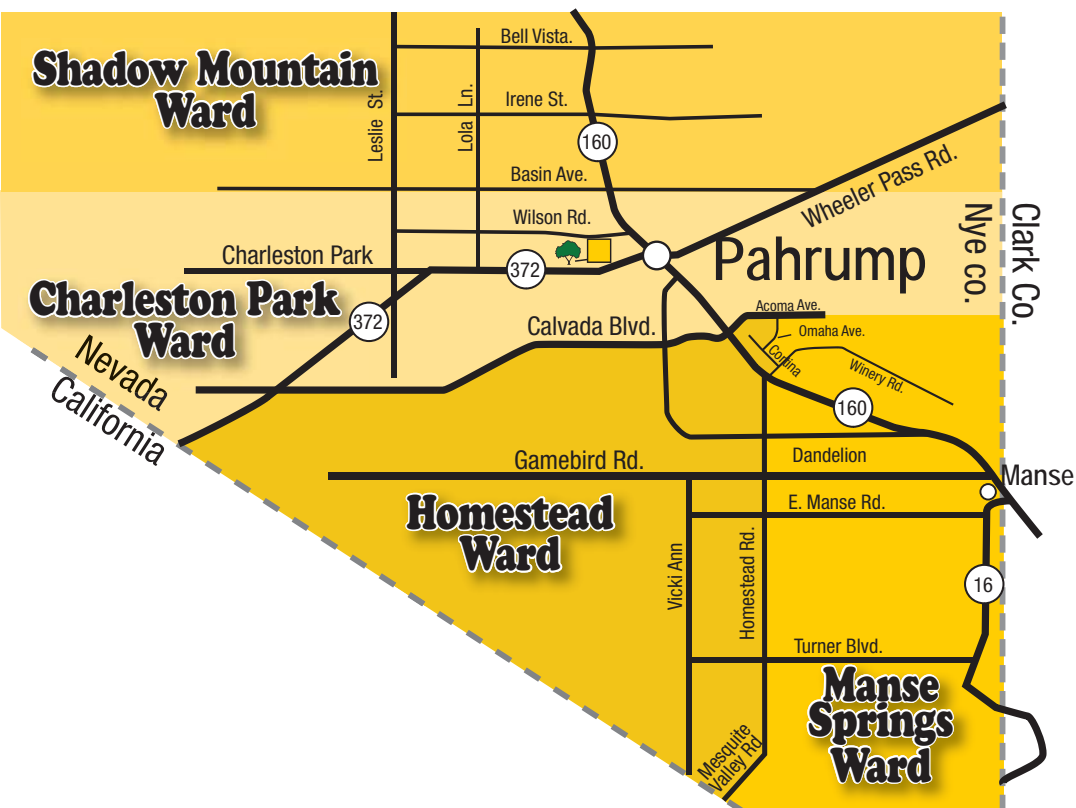 Bell Vista.
Shadow Mountain
Ward
Leslie St.
Lola Ln.
Irene St.
160
Basin Ave.
Wheeler Pass Rd.
Wilson Rd.
Nye co.
Clark Co.
Charleston Park
372
Pahrump
Charleston Park
Ward
372
Acoma Ave.
Calvada Blvd.
Omaha Ave.
Cortina
Winery Rd.
Nevada
California
160
Dandelion
Gamebird Rd.
Manse
E. Manse Rd.
Homestead
Ward
Vicki Ann
Homestead Rd.
16
Turner Blvd.
Manse
Springs
Ward
Mesquite
Valley Rd